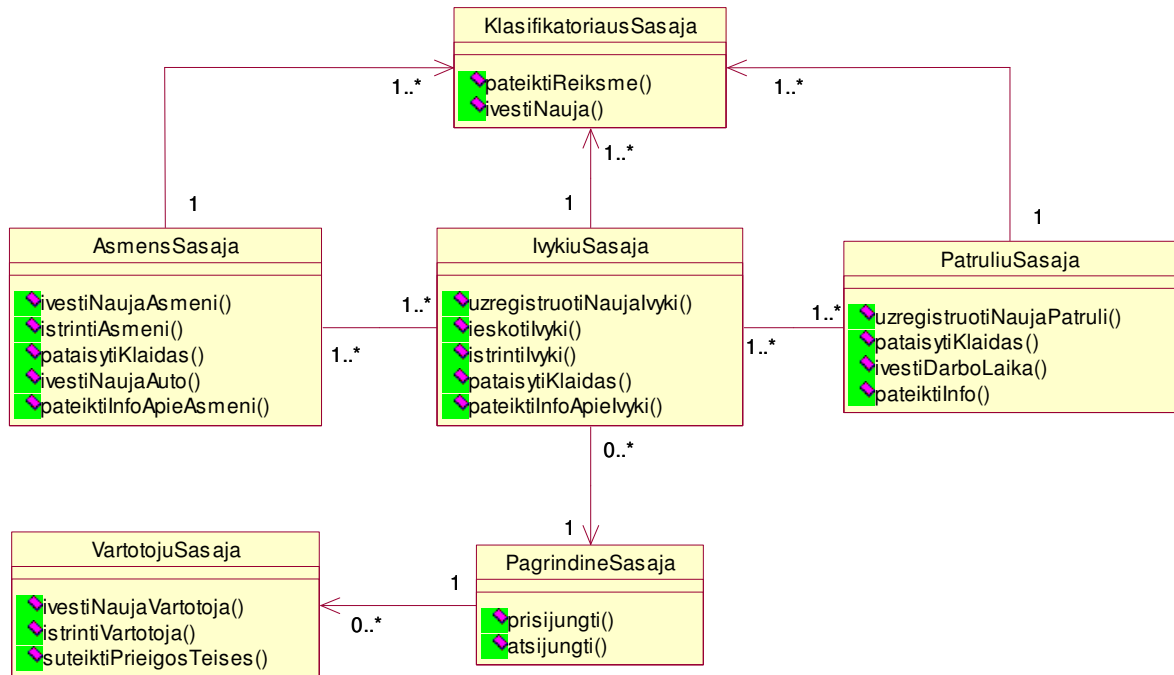 KlasifikatoriausSasaja
pateiktiReiksme()
ivestiNauja()
1..*
1..*
1..*
1
1
1
AsmensSasaja
ivestiNaujaAsmeni()
istrintiAsmeni()
pataisytiKlaidas()
ivestiNaujaAuto()
pateiktiInfoApieAsmeni()
1..*
1..*
IvykiuSasaja
uzregistruotiNaujaIvyki()
ieskotiIvyki()
istrintiIvyki()
pataisytiKlaidas()
pateiktiInfoApieIvyki()
1..*
1..*
PatruliuSasaja
uzregistruotiNaujaPatruli()
pataisytiKlaidas()
ivestiDarboLaika()
pateiktiInfo()
0..*
1
VartotojuSasaja
ivestiNaujaVartotoja()
istrintiVartotoja()
suteiktiPrieigosTeises()
0..*
1
PagrindineSasaja
prisijungti()
atsijungti()